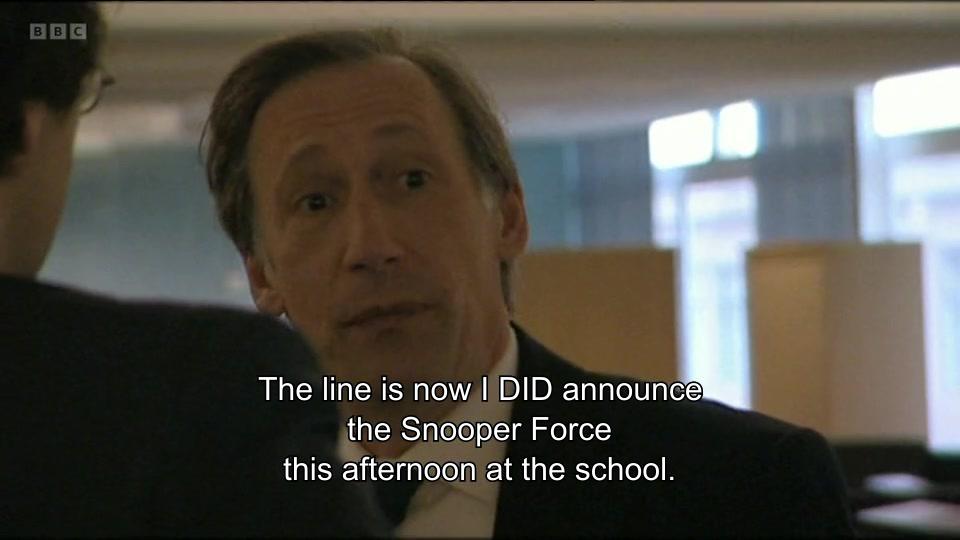 BBC
The line is now I DID announce
the Snooper Force
this afternoon at the school.